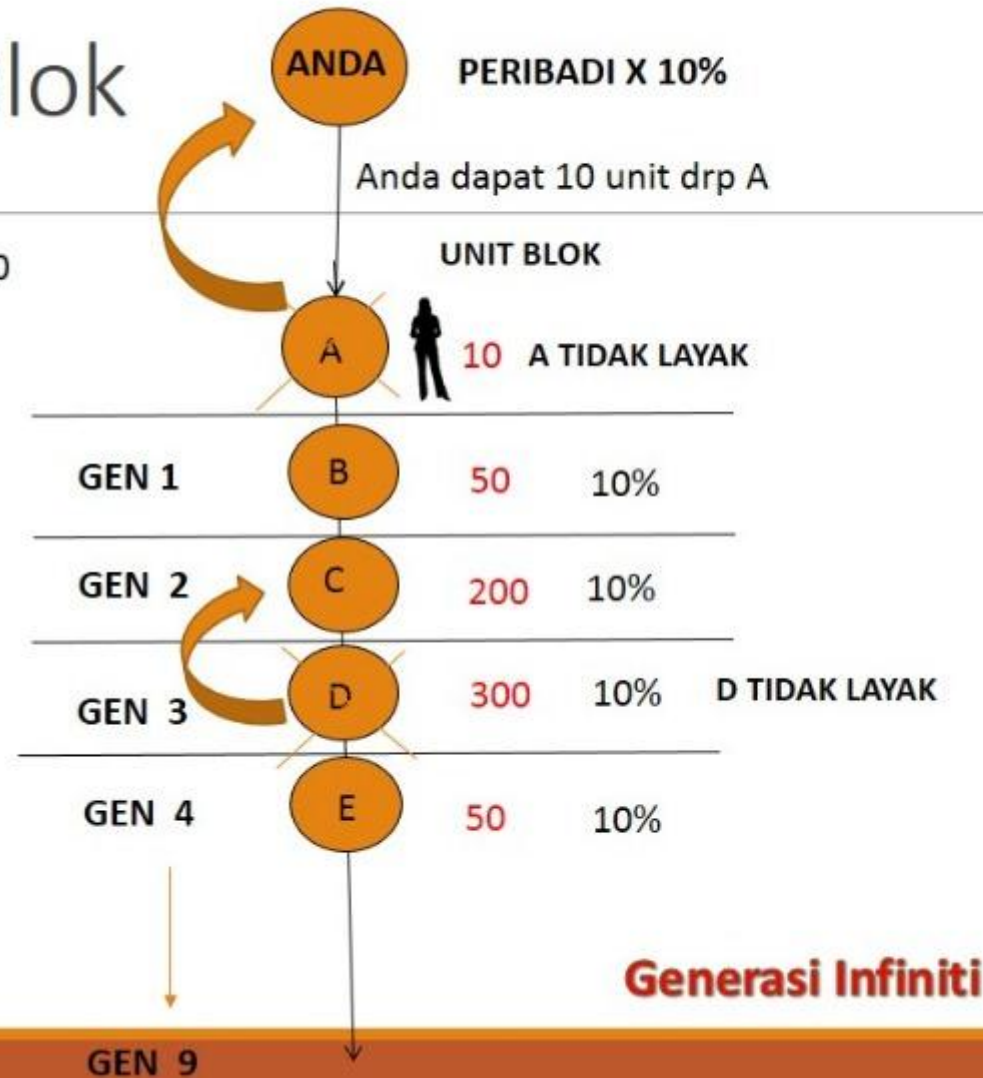 lok
ANDA
PERIBADI X 10%
Anda dapat 10 unit drp A
0
UNIT BLOK
A
10 A TIDAK LAYAK
GEN 1 B 50 10%
GEN 2 C 200 10%
GEN 3 D 300 10% D TIDAK LAYAK
GEN 4 E 50 10%
Generasi Infiniti
GEN 9